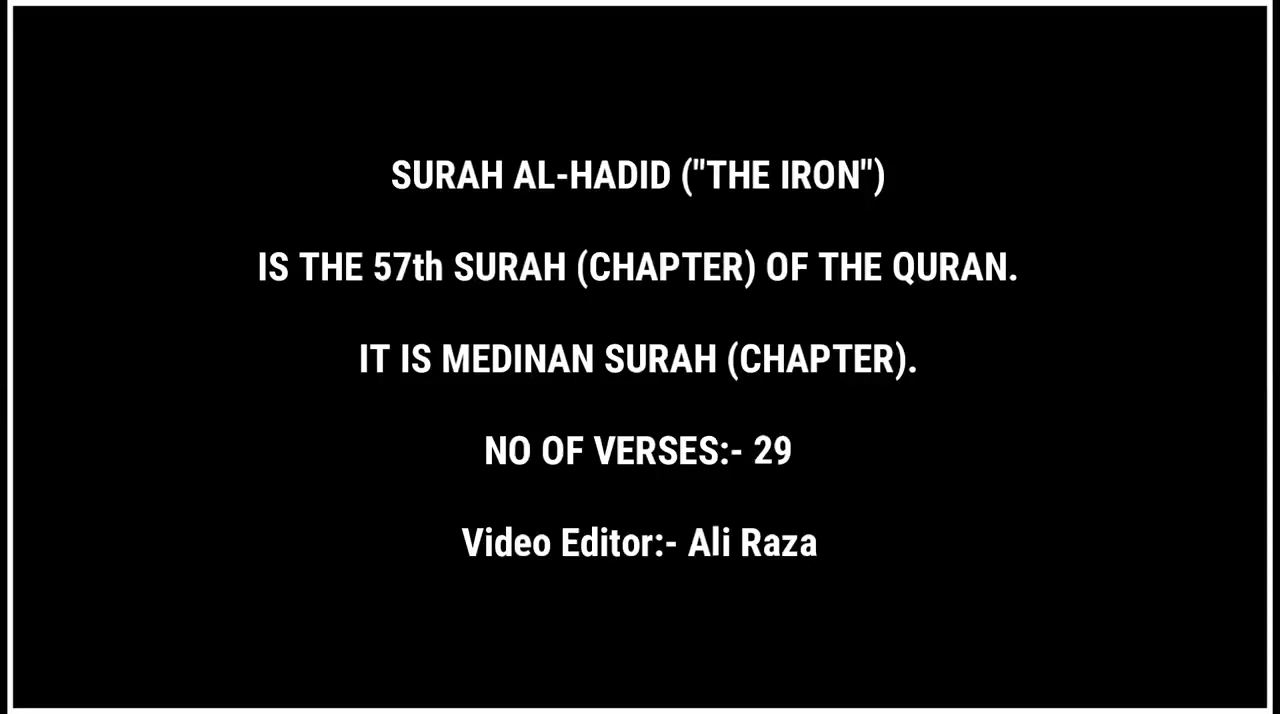 SURAH AL-HADID ("THE IRON")
IS THE 57th SURAH (CHAPTER) OF THE QURAN.
IT IS MEDINAN SURAH (CHAPTER).
NO OF VERSES:- 29
Video Editor:- Ali Raza